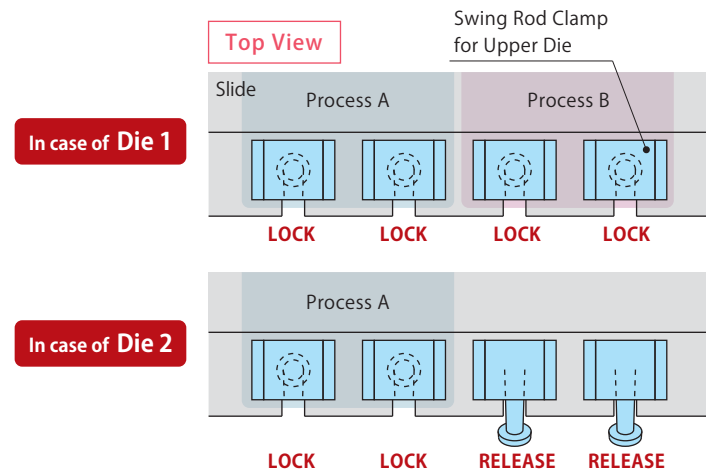 Swing Rod Clamp
for Upper Die
Top View
Slide
Process A
Process B
In case of Die 1
LOCK
LOCK
LOCK
LOCK
Process A
In case of Die 2
LOCK
LOCK
RELEASE
RELEASE